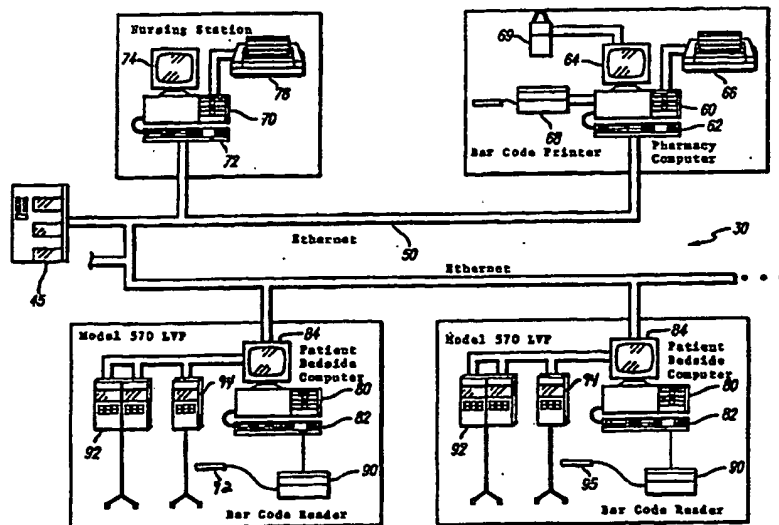 Nursing Station
74
78
70
72
69
64
66
60
68
62
Bar Code Printer
Pharmacy
Computer
45
Ethernet
50
30
Ethernet
Model 570 LVP
84
Patient
Bedside
Computer
94
80
82
92
92
90
Bar Code Reader
Model 570 LVP
84
Patient
Bedside
Computer
94
80
82
92
95
90
Bar Code Reader